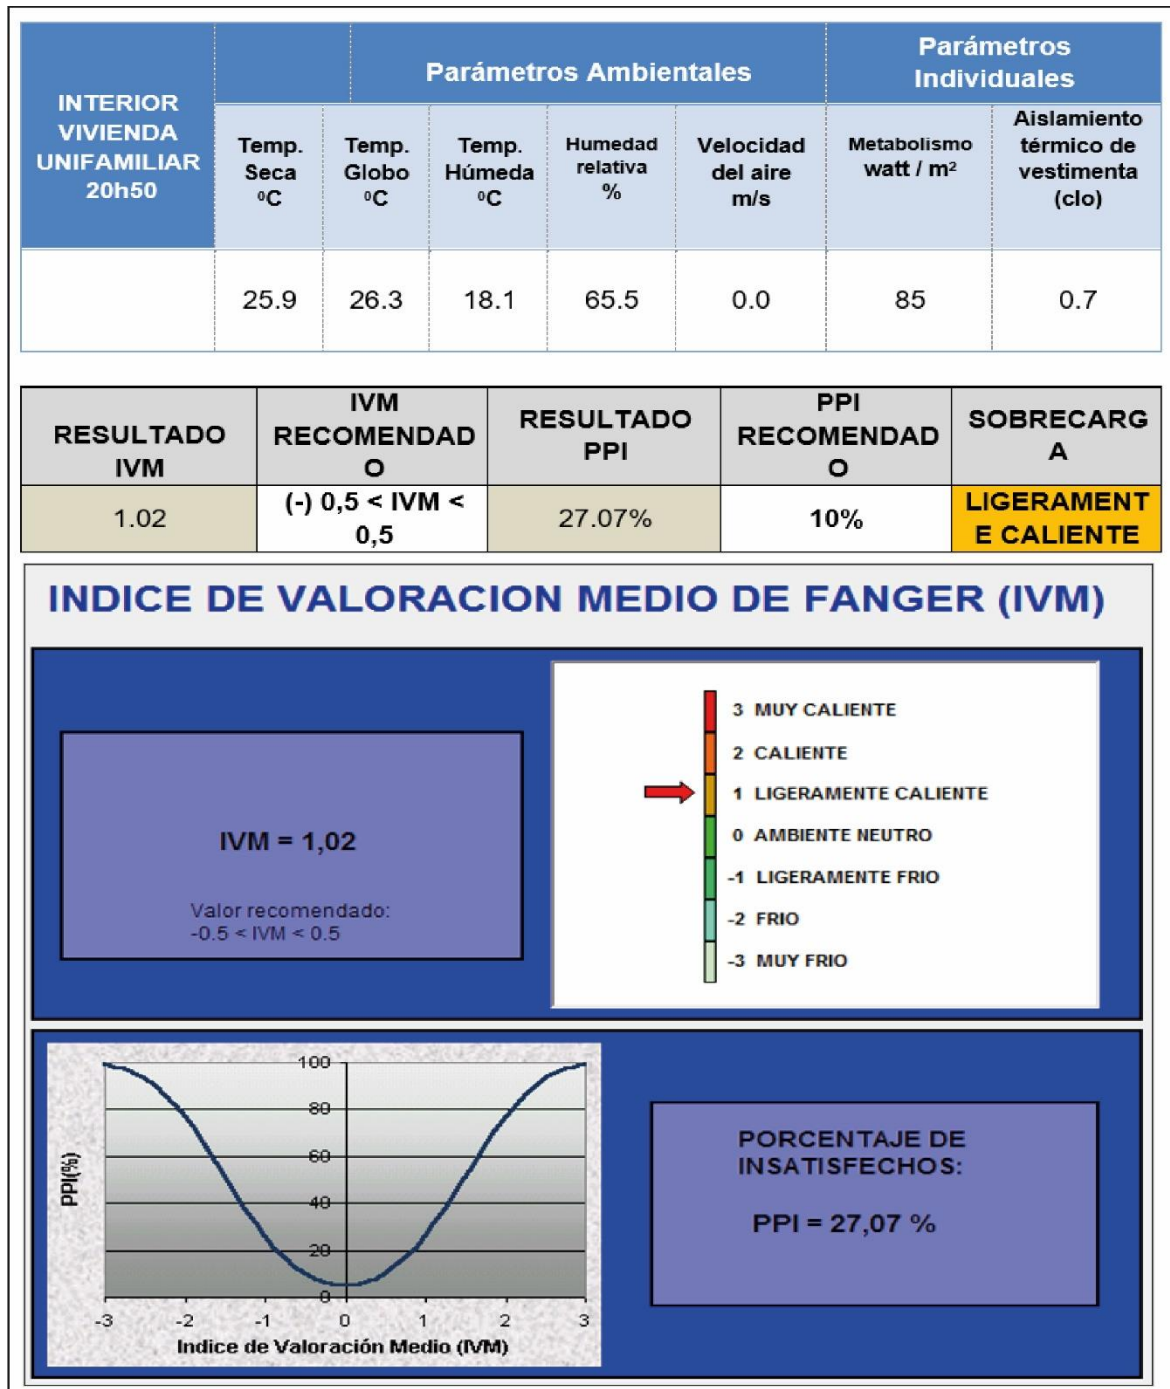 INTERIOR
VIVIENDA
UNIFAMILIAR
20h50
Parámetros Ambientales
Parámetros
Individuales
Temp.
Seca
⁰C
Temp.
Globo
⁰C
Temp.
Húmeda
⁰C
Humedad
relativa
%
Velocidad
del aire
m/s
Metabolismo
watt / m²
Aislamiento
térmico de
vestimenta
(clo)
25.9 26.3 18.1 65.5 0.0 85 0.7
RESULTADO
IVM
IVM
RECOMENDAD
O
RESULTADO
PPI
PPI
RECOMENDAD
O
SOBRECARG
A
1.02
(-) 0,5 < IVM <
0,5
27.07%
10%
LIGERAMENT
E CALIENTE
INDICE DE VALORACION MEDIO DE FANGER (IVM)
IVM = 1,02
Valor recomendado:
-0.5 < IVM < 0.5
3 MUY CALIENTE
2 CALIENTE
1 LIGERAMENTE CALIENTE
0 AMBIENTE NEUTRO
-1 LIGERAMENTE FRIO
-2 FRIO
-3 MUY FRIO
PPI(%)
100
80
60
40
20
0
-3 -2 -1 0 1 2 3
Indice de Valoración Medio (IVM)
PORCENTAJE DE
INSATISFECHOS:
PPI = 27,07 %